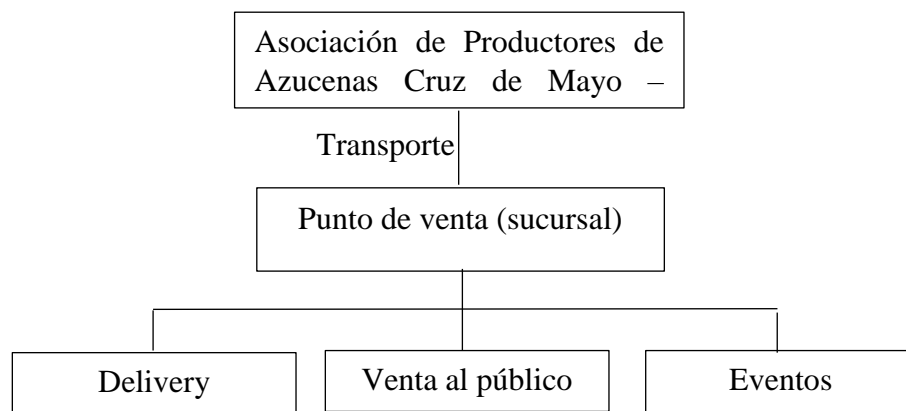 Asociación de Productores de
Azucenas Cruz de Mayo –
Transporte
Punto de venta (sucursal)
Delivery
Venta al público
Eventos